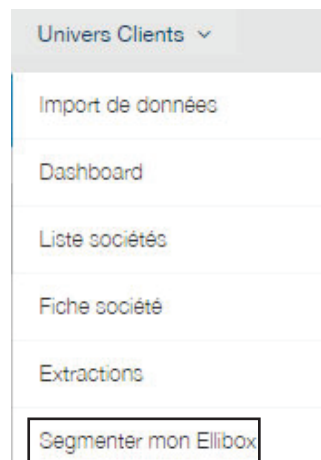 Univers Clients
Import de données
Dashboard
Liste sociétés
Fiche société
Extractions
Segmenter mon Ellibox